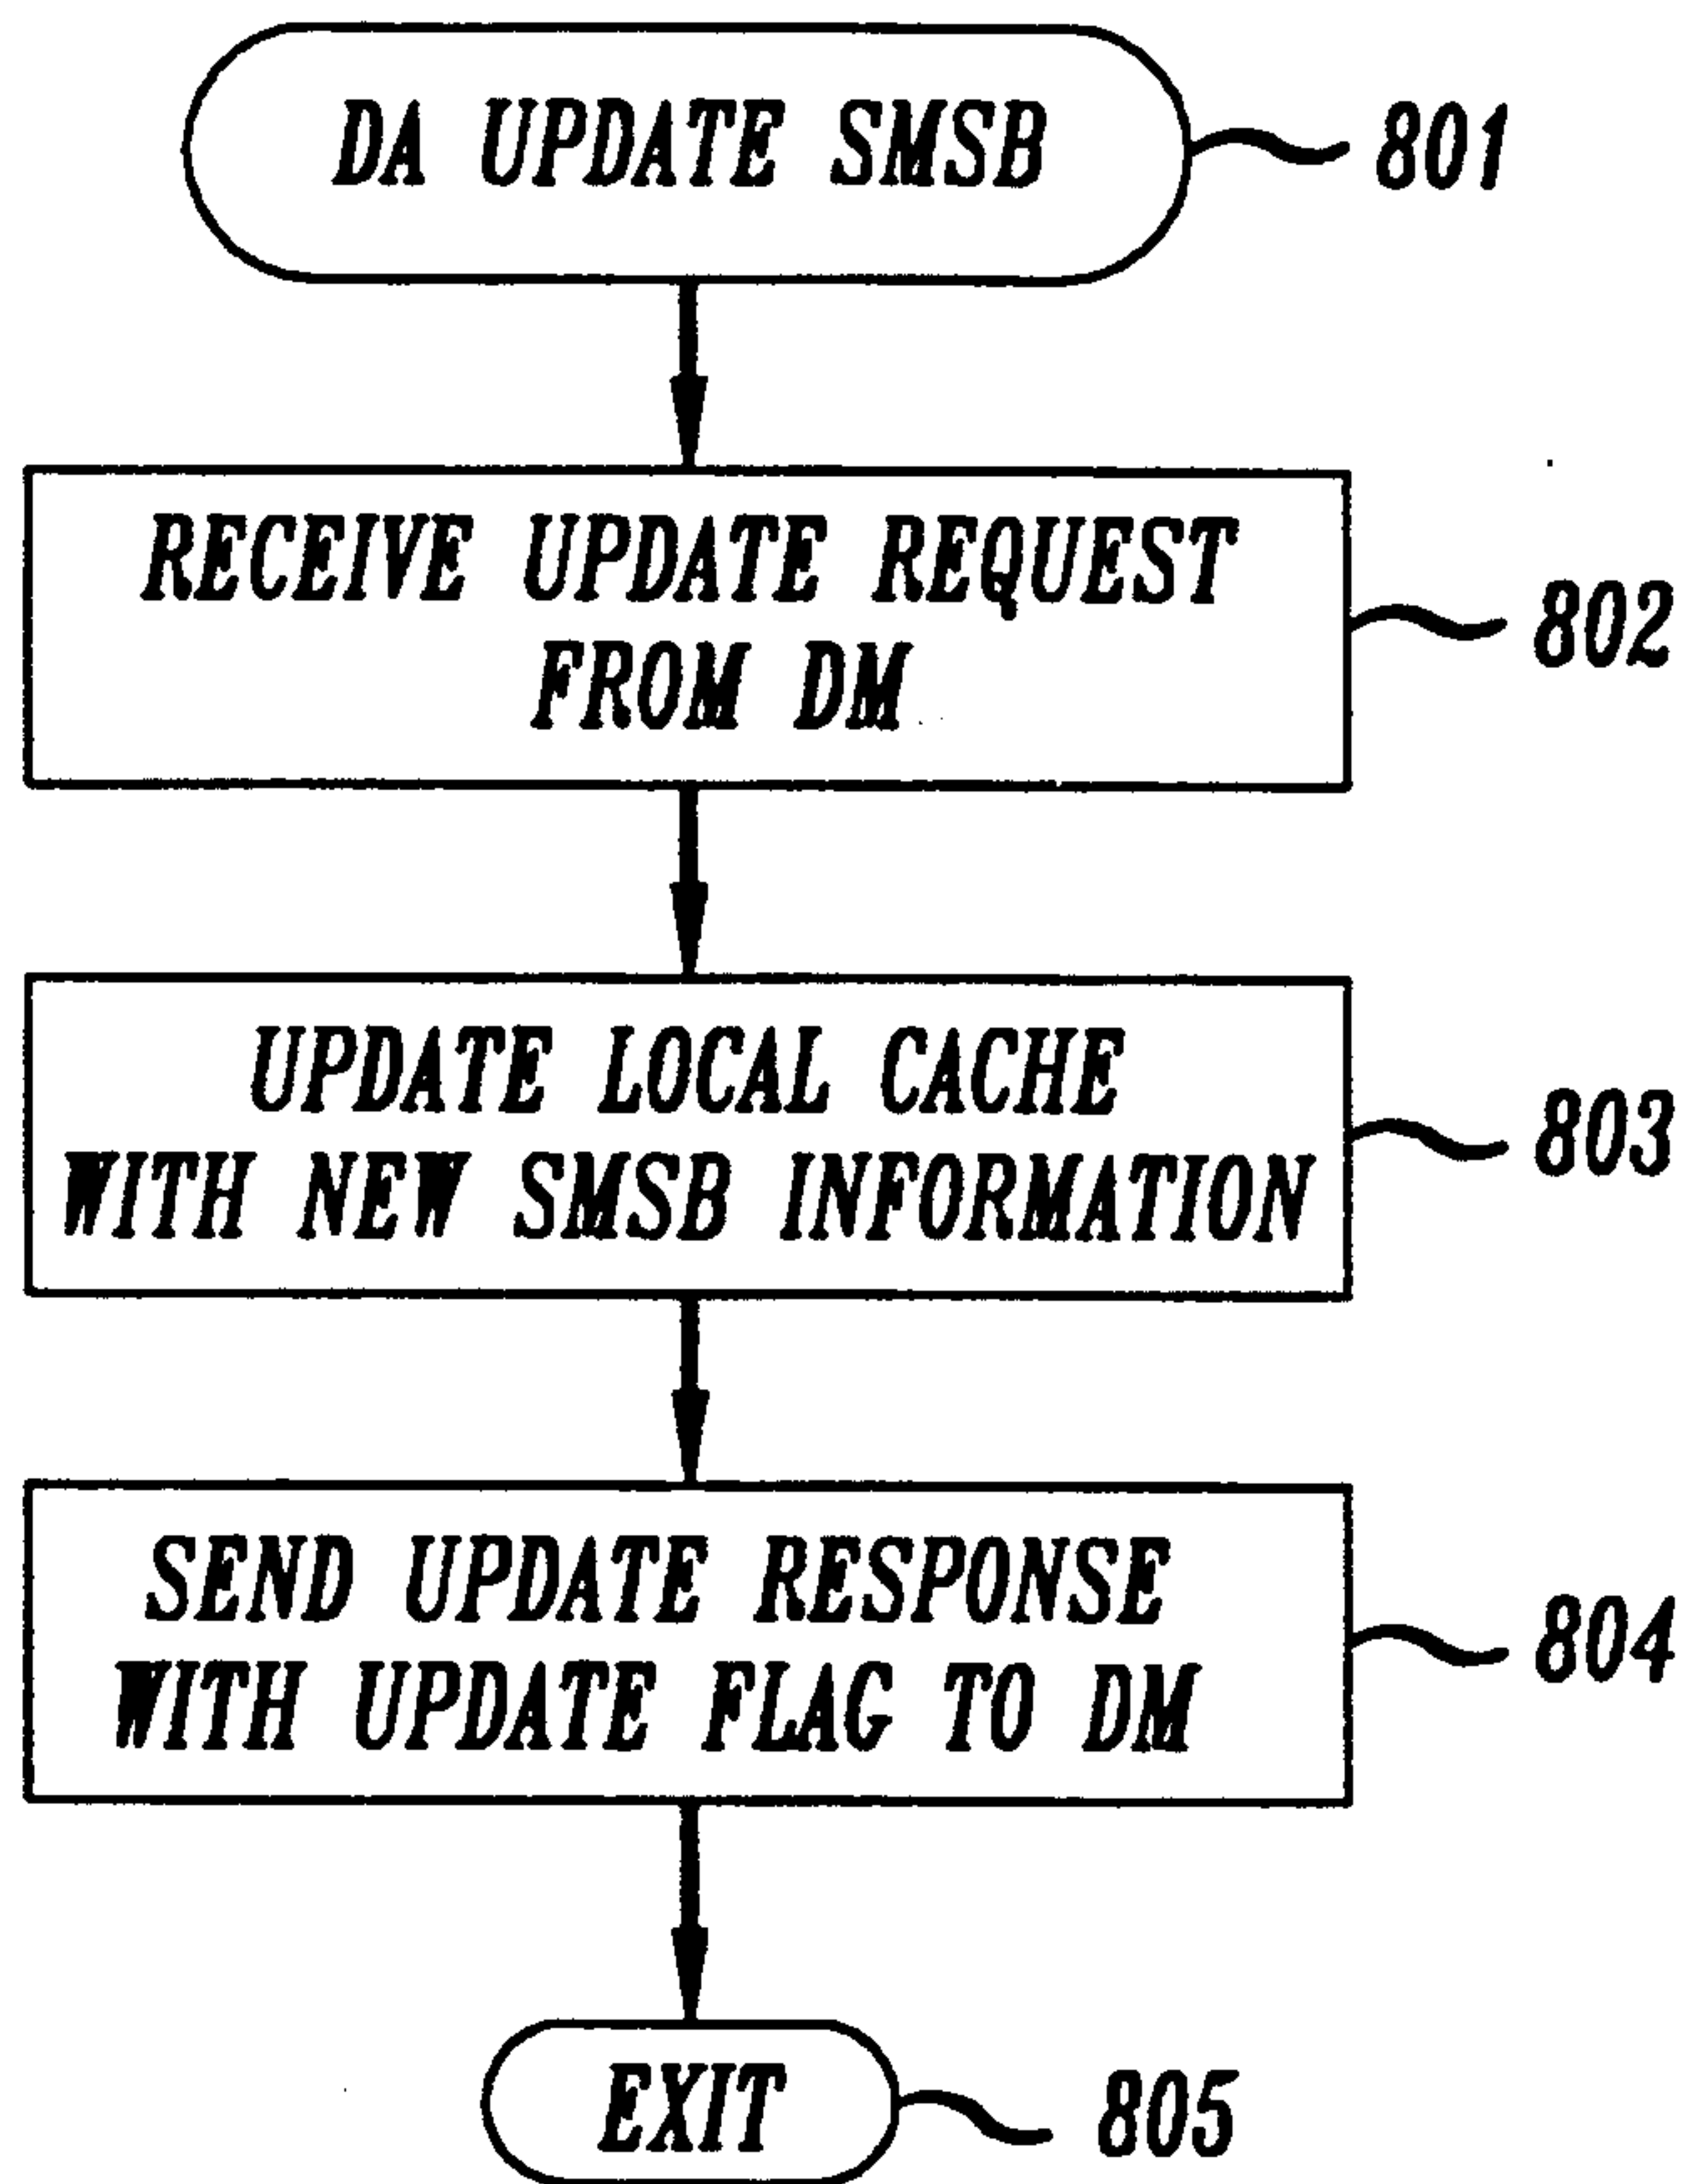 DA UPDATE SMSB
801
RECEIVE UPDATE REQUEST
FROM DM
802
UPDATE LOCAL CACHE
WITH NEW SMSB INFORMATION
803
SEND UPDATE RESPONSE
WITH UPDATE FLAG TO DM
804
EXIT
805